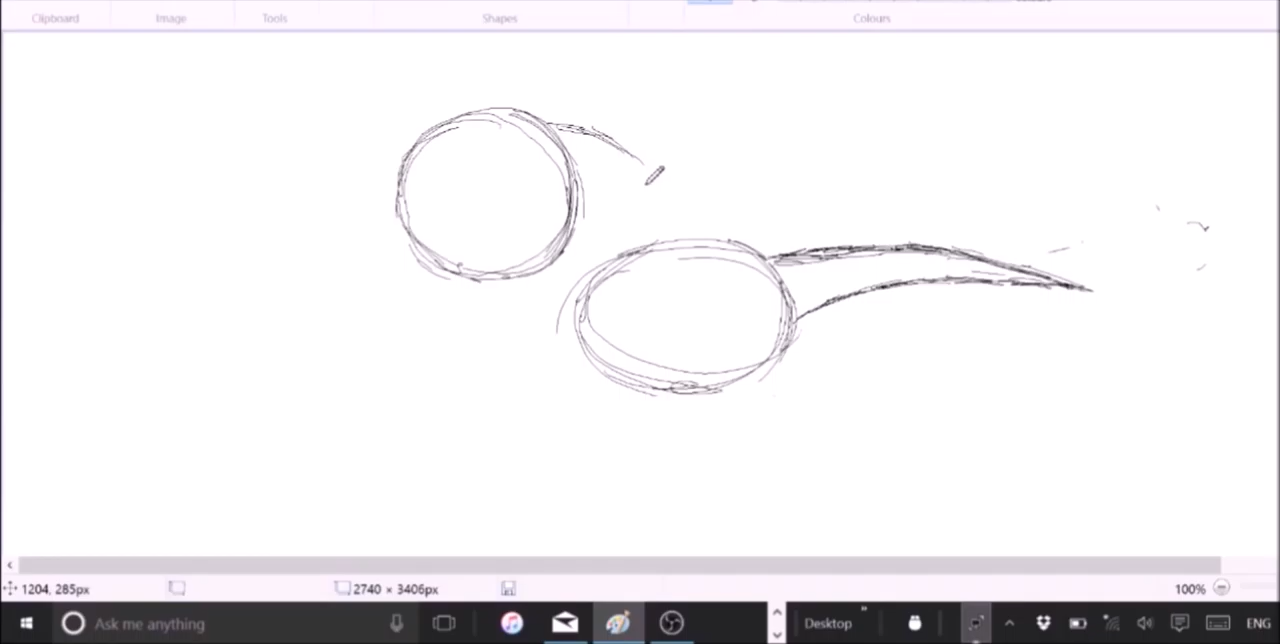 Clipboard Image Tools Shapes Colours
1204, 285px 2740 × 3406px 100%
Ask me anything Desktop ENG